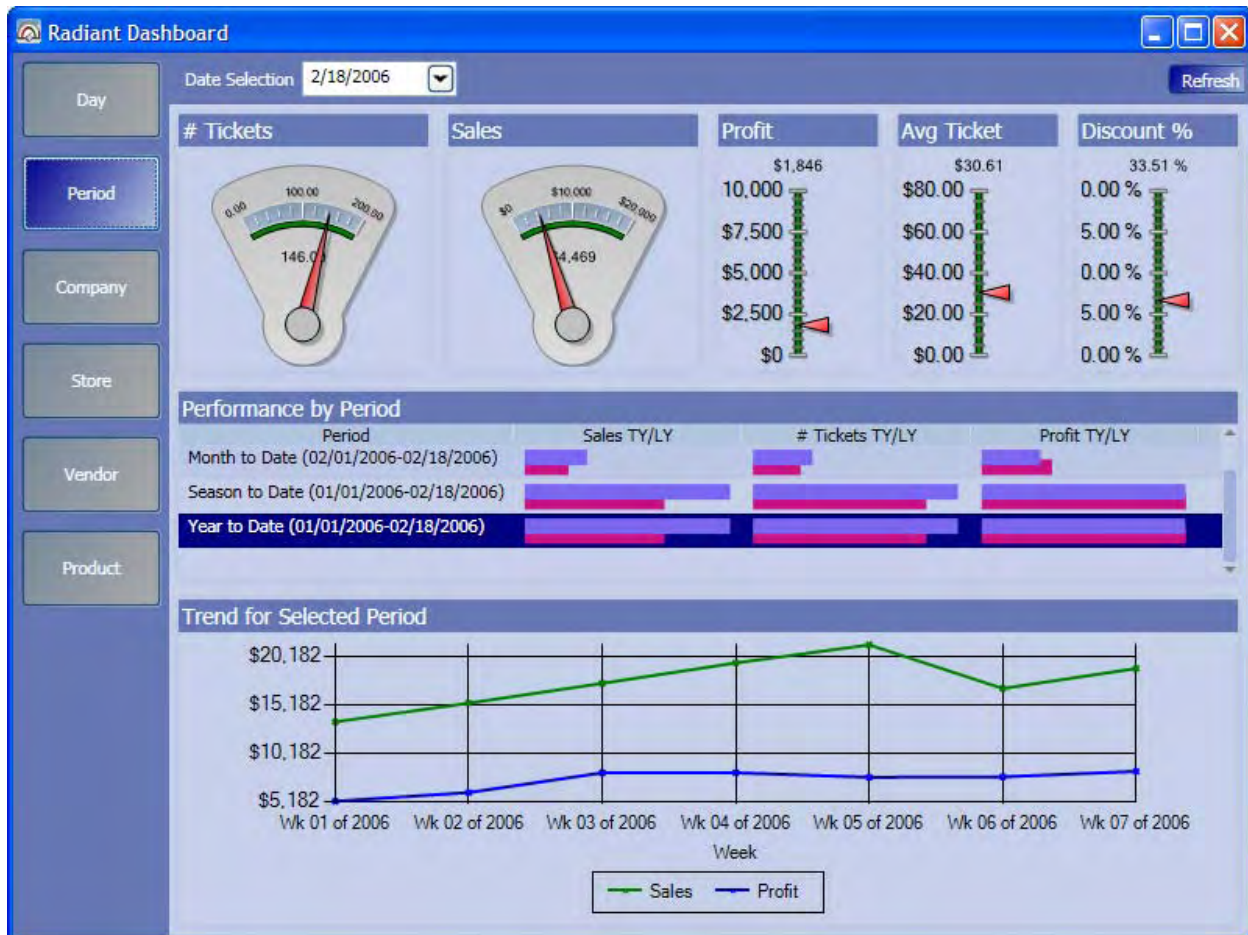 Radiant Dashboard
Day
Period
Company
Store
Vendor
Product
Date Selection 2/18/2006
Refresh
# Tickets
0.00 100.00 200.00
Sales
$0 $10,000 $20,000
Profit
$1,846
10,000
$7,500
$5,000
$2,500
$0
Avg Ticket
$30.61
$80.00
$60.00
$40.00
$20.00
$0.00
Discount %
33.51 %
0.00 %
5.00 %
0.00 %
5.00 %
0.00 %
Performance by Period
Period Sales TY/LY # Tickets TY/LY Profit TY/LY
Month to Date (02/01/2006-02/18/2006)
Season to Date (01/01/2006-02/18/2006)
Year to Date (01/01/2006-02/18/2006)
Trend for Selected Period
$20,182
$15,182
$10,182
$5,182
Wk 01 of 2006 Wk 02 of 2006 Wk 03 of 2006 Wk 04 of 2006 Wk 05 of 2006 Wk 06 of 2006 Wk 07 of 2006
Week
Sales Profit